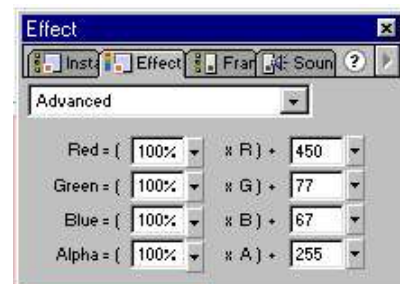 Effect
Insta Effect Fran Soun ?
Advanced
Red = ( 100% x R ) + 450
Green = ( 100% x G ) + 77
Blue = ( 100% x B ) + 67
Alpha = ( 100% x A ) + 255